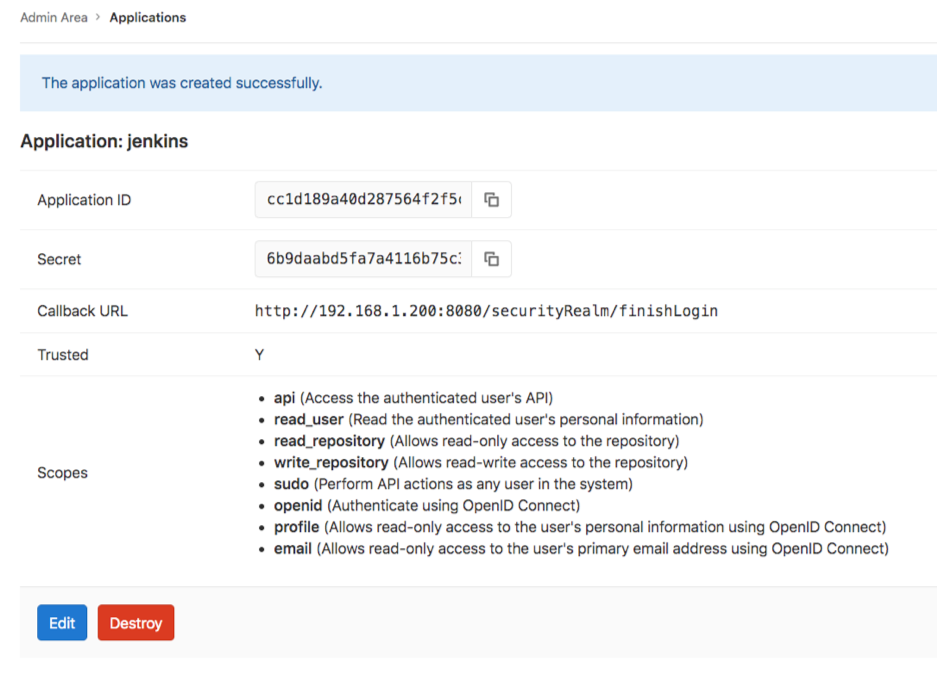 Admin Area > Applications
The application was created successfully.
Application: jenkins
Application ID cc1d189a40d287564f2f5
Secret 6b9daabd5fa7a4116b75c
Callback URL http://192.168.1.200:8080/securityRealm/finishLogin
Trusted Y
Scopes
• api (Access the authenticated user's API)
• read_user (Read the authenticated user's personal information)
• read_repository (Allows read-only access to the repository)
• write_repository (Allows read-write access to the repository)
• sudo (Perform API actions as any user in the system)
• openid (Authenticate using OpenID Connect)
• profile (Allows read-only access to the user's personal information using OpenID Connect)
• email (Allows read-only access to the user's primary email address using OpenID Connect)
Edit Destroy